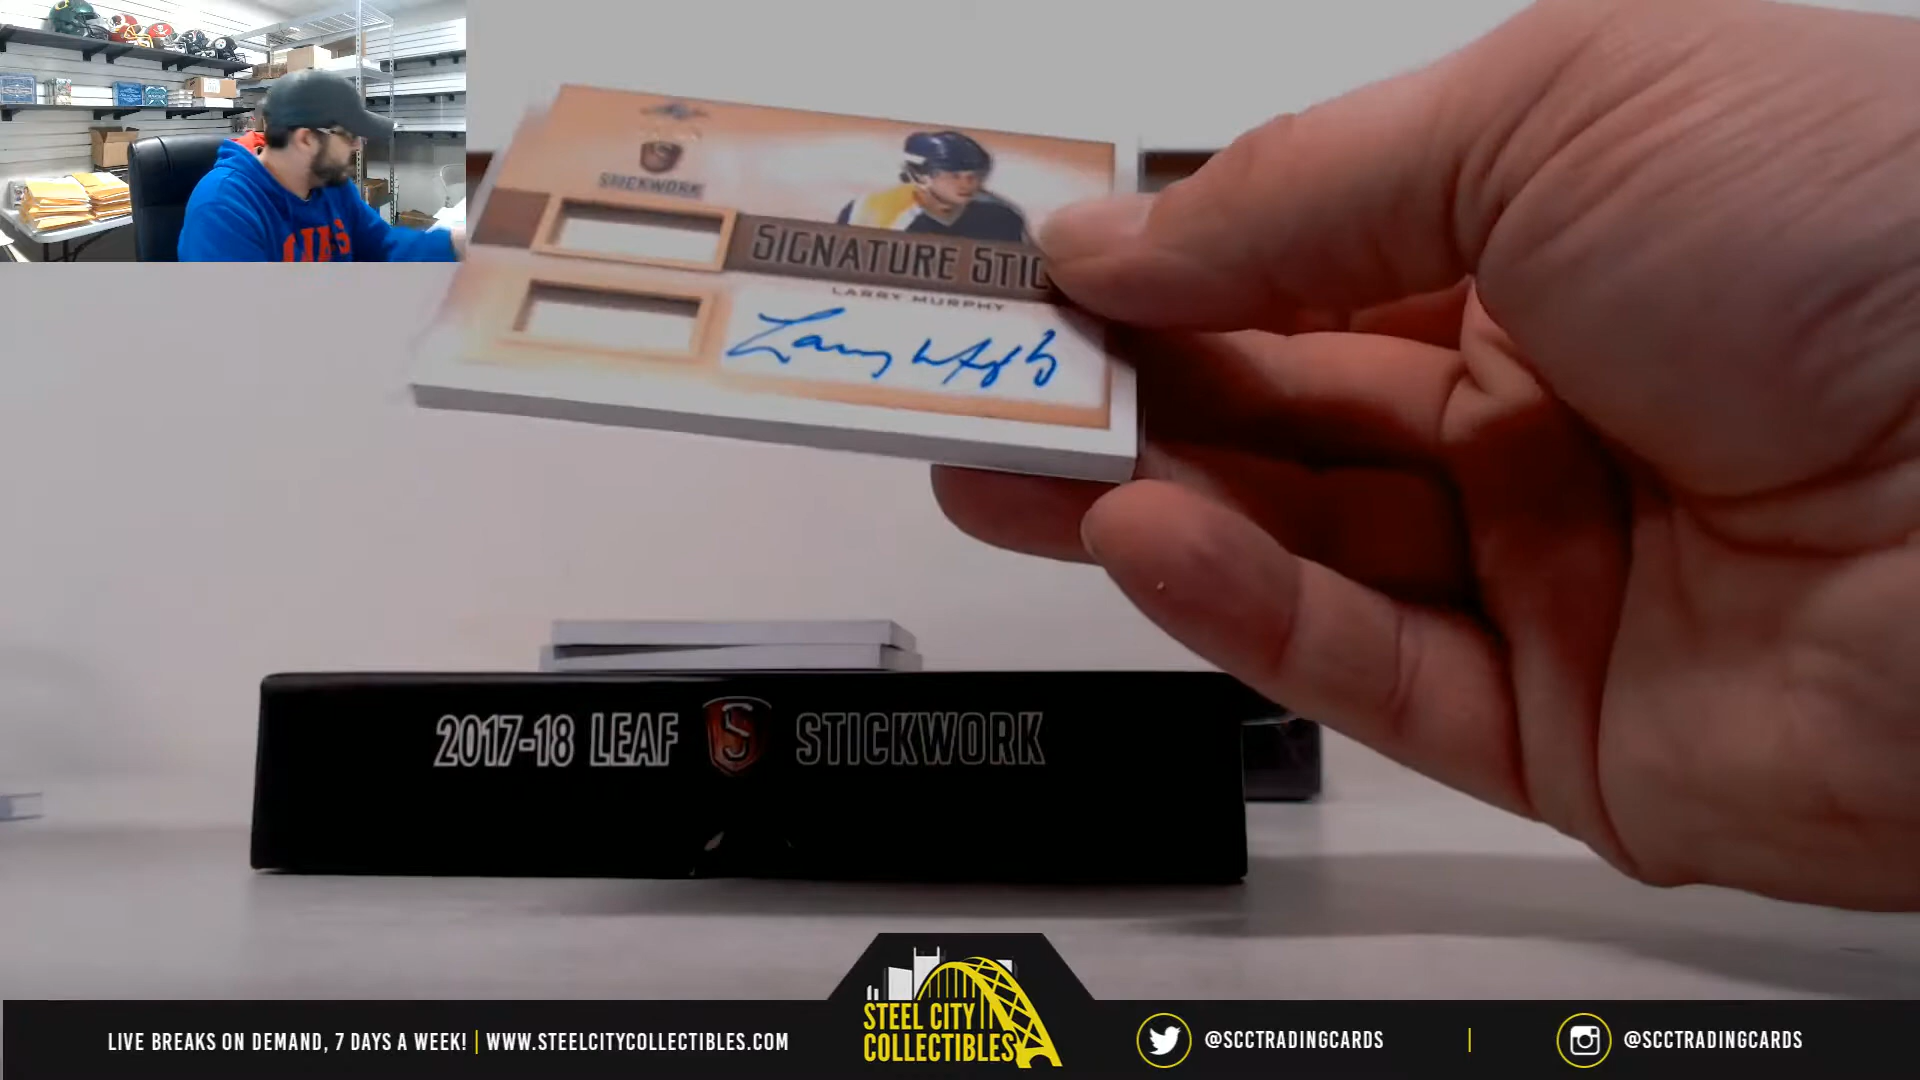 STICKWORK
SIGNATURE STIC
LARRY MURPHY
2017-18 LEAF S STICKWORK
LIVE BREAKS ON DEMAND, 7 DAYS A WEEK! | WWW.STEELCITYCOLLECTIBLES.COM
STEEL CITY
COLLECTIBLES
@SCCTRADINGCARDS | @SCCTRADINGCARDS